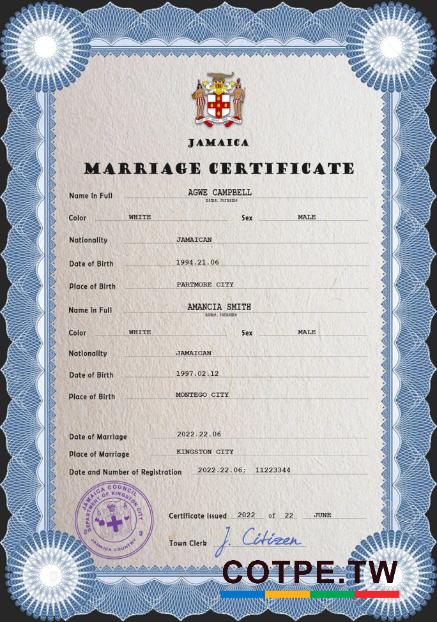 JAMAICA
MARRIAGE CERTIFICATE
Name in Full AGWE CAMPBELL
Color WHITE Sex MALE
Nationality JAMAICAN
Date of Birth 1994.21.06
Place of Birth PARTMORE CITY
Name in Full AMANCIA SMITH
Color WHITE Sex MALE
Nationality JAMAICAN
Date of Birth 1997.02.12
Place of Birth MONTEGO CITY
Date of Marriage 2022.22.06
Place of Marriage KINGSTON CITY
Date and Number of Registration 2022.22.06; 11223344
JAMAICA COUNCIL
DEPARTMENT OF KINGSTON CITY
JAMAICA COUNTRY
Certificate issued 2022 of 22 JUNE
Town Clerk J. Citizen
COTPE.TW